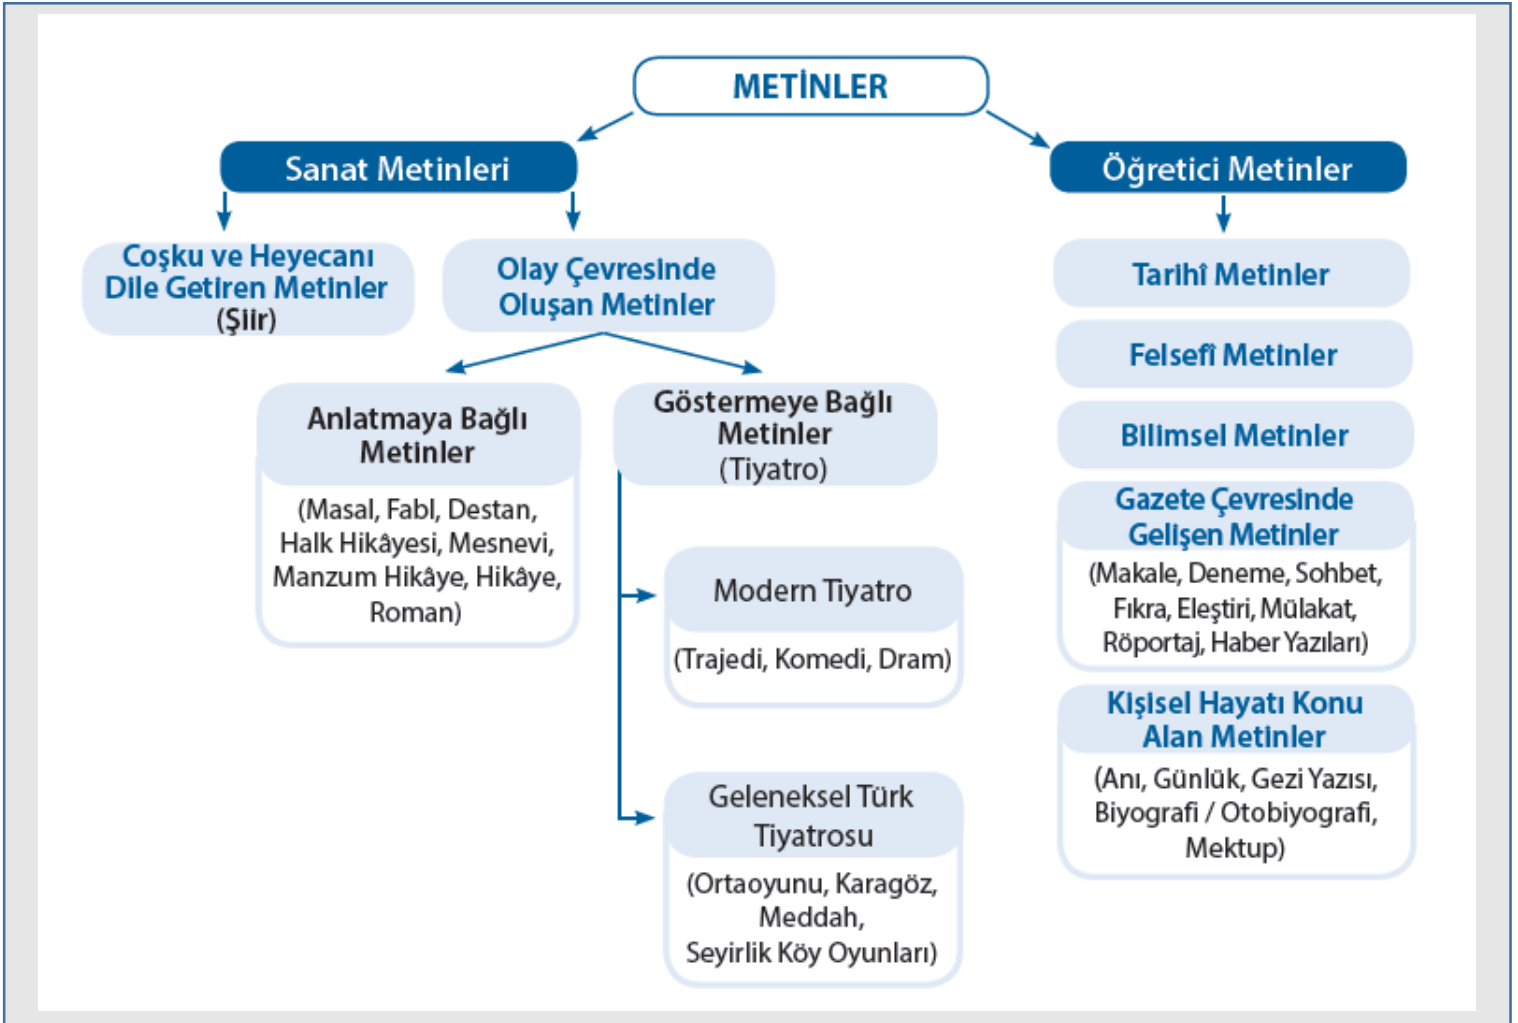 METİNLER
Sanat Metinleri
Öğretici Metinler
Coşku ve Heyecanı
Dile Getiren Metinler
(Şiir)
Olay Çevresinde
Oluşan Metinler
Anlatmaya Bağlı
Metinler
(Masal, Fabl, Destan,
Halk Hikâyesi, Mesnevi,
Manzum Hikâye, Hikâye,
Roman)
Göstermeye Bağlı
Metinler
(Tiyatro)
Modern Tiyatro
(Trajedi, Komedi, Dram)
Geleneksel Türk
Tiyatrosu
(Ortaoyunu, Karagöz,
Meddah,
Seyirlik Köy Oyunları)
Tarihî Metinler
Felsefî Metinler
Bilimsel Metinler
Gazete Çevresinde
Gelişen Metinler
(Makale, Deneme, Sohbet,
Fıkra, Eleştiri, Mülakat,
Röportaj, Haber Yazıları)
Kişisel Hayatı Konu
Alan Metinler
(Anı, Günlük, Gezi Yazısı,
Biyografi / Otobiyografi,
Mektup)